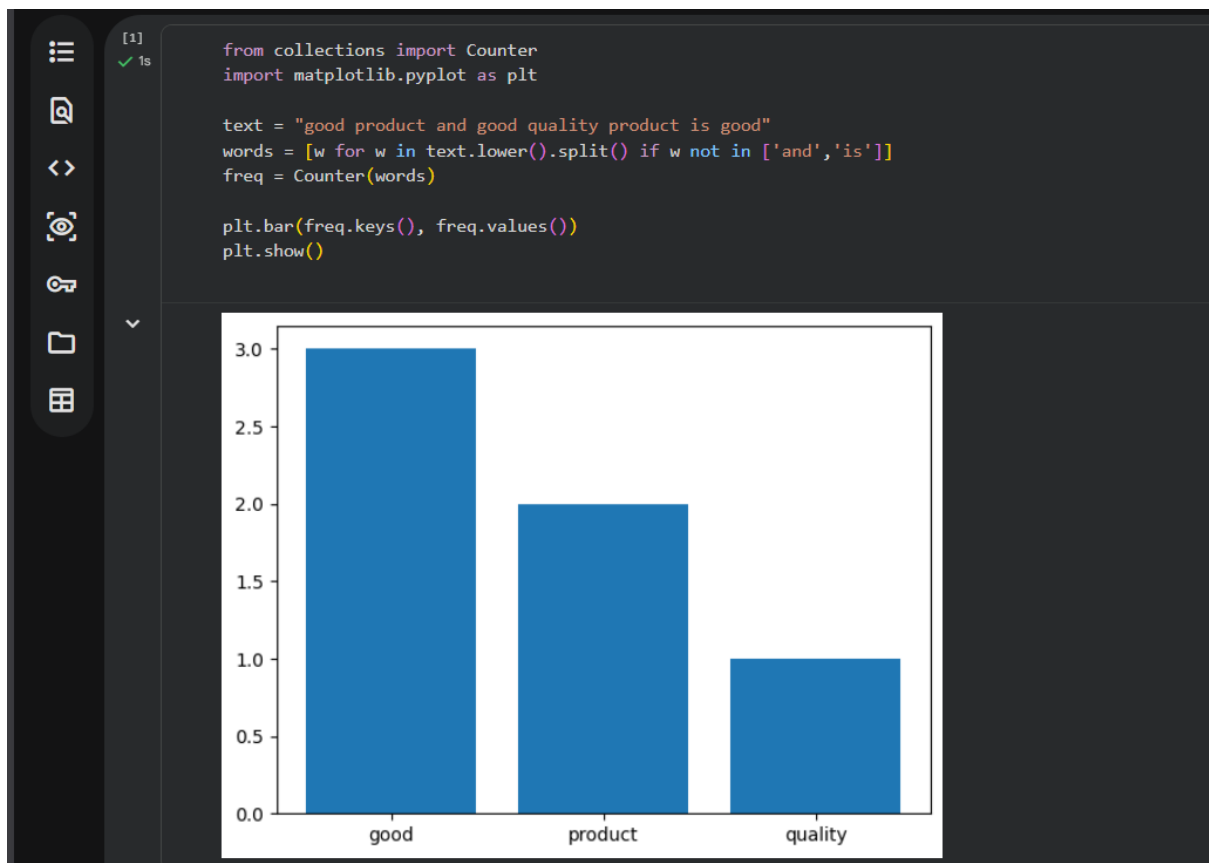 [1]
1s
from collections import Counter
import matplotlib.pyplot as plt
text = "good product and good quality product is good"
words = [w for w in text.lower().split() if w not in ['and','is']]
freq = Counter(words)
plt.bar(freq.keys(), freq.values())
plt.show()
3.0
2.5
2.0
1.5
1.0
0.5
0.0
good product quality